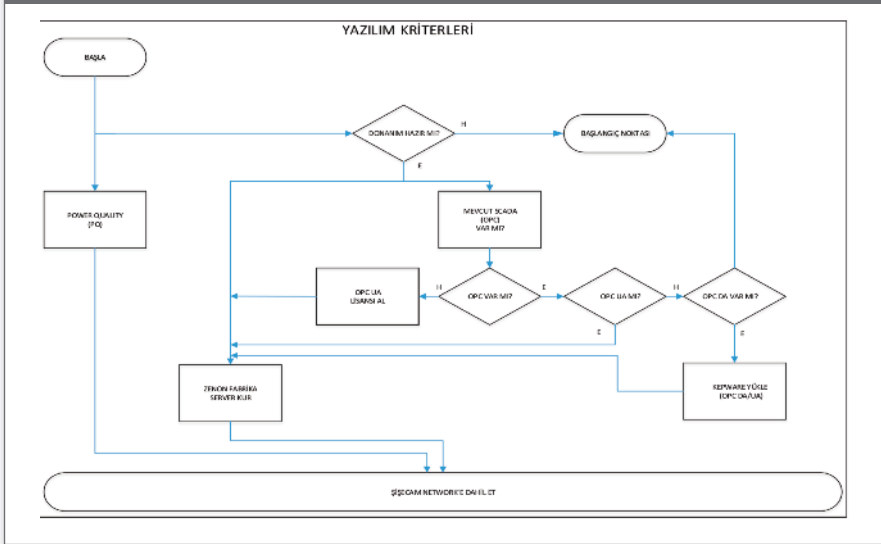 YAZILIM KRİTERLERİ
BAŞLA
DONANIM HAZIR MI?
H
BAŞLANGIÇ NOKTASI
E
POWER QUALITY
(PQ)
MEVCUT SCADA
(OPC)
VAR MI?
OPC UA
LİSANSI AL
H
OPC VAR MI?
E
OPC UA MI?
H
OPC DA VAR MI?
E
E
ZENON FABRİKA
SERVER KUR
KEPWARE YÜKLE
(OPC DA/UA)
ŞİŞECAM NETWORK'E DAHİL ET